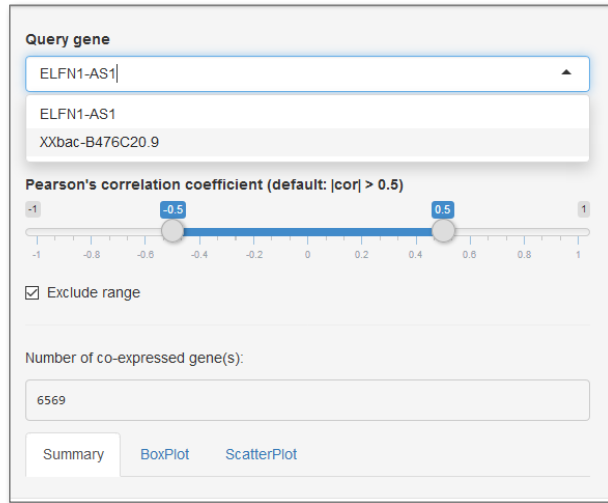 Query gene
ELFN1-AS1
ELFN1-AS1
XXbac-B476C20.9
Pearson's correlation coefficient (default: |cor| > 0.5)
-1 -0.5 0.5 1
-1 -0.8 -0.6 -0.4 -0.2 0 0.2 0.4 0.6 0.8 1
Exclude range
Number of co-expressed gene(s):
6569
Summary BoxPlot ScatterPlot